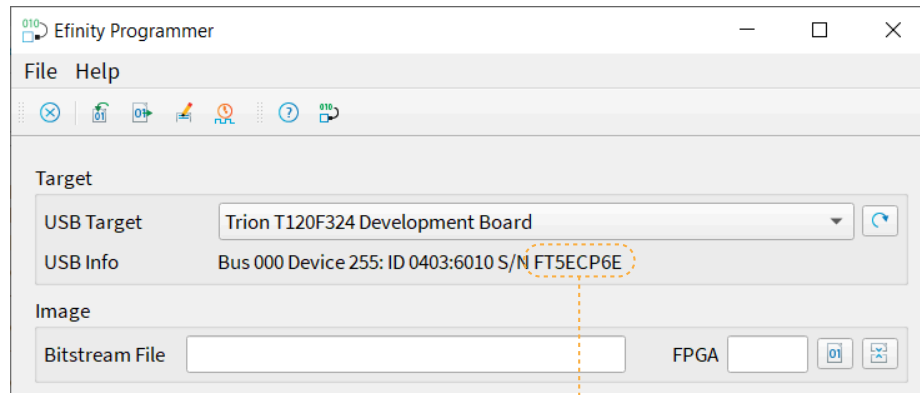 Efinity Programmer
File Help
Target
USB Target Trion T120F324 Development Board
USB Info Bus 000 Device 255: ID 0403:6010 S/N FT5ECP6E
Image
Bitstream File FPGA